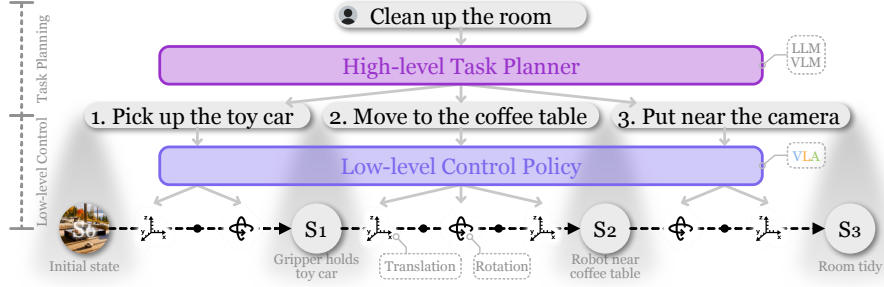 Clean up the room
Task Planning
High-level Task Planner
LLM
VLM
1. Pick up the toy car
2. Move to the coffee table
3. Put near the camera
Low-level Control
Low-level Control Policy
VLA
S0
z
y
x
S1
z
y
x
z
y
x
S2
z
y
x
S3
Initial state
Gripper holds
toy car
Translation
Rotation
Robot near
coffee table
Room tidy